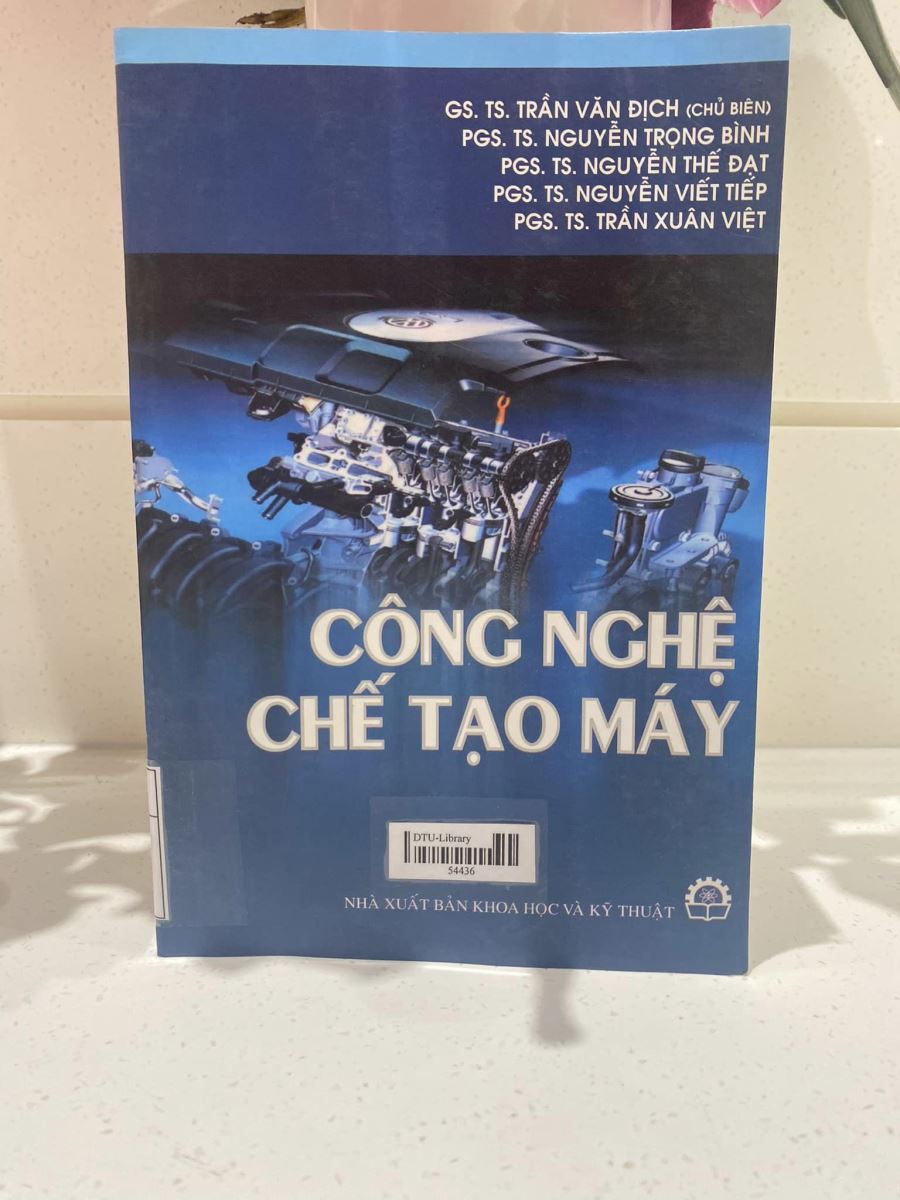 GS. TS. TRẦN VĂN ĐỊCH (CHỦ BIÊN)
PGS. TS. NGUYỄN TRỌNG BÌNH
PGS. TS. NGUYỄN THẾ ĐẠT
PGS. TS. NGUYỄN VIẾT TIẾP
PGS. TS. TRẦN XUÂN VIỆT
CÔNG NGHỆ
CHẾ TẠO MÁY
DTU-Library
54436
NHÀ XUẤT BẢN KHOA HỌC VÀ KỸ THUẬT